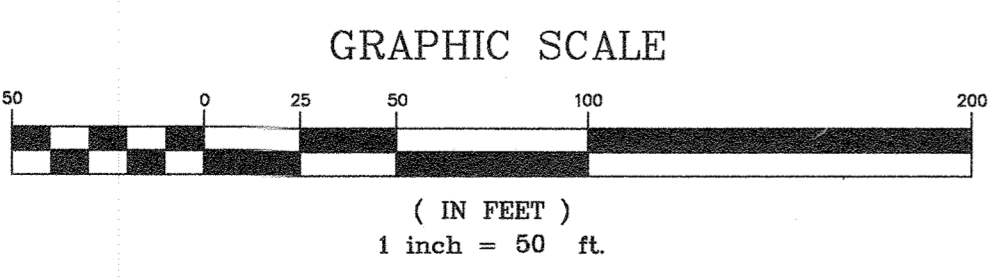 GRAPHIC SCALE
50 0 25 50 100 200
( IN FEET )
1 inch = 50 ft.